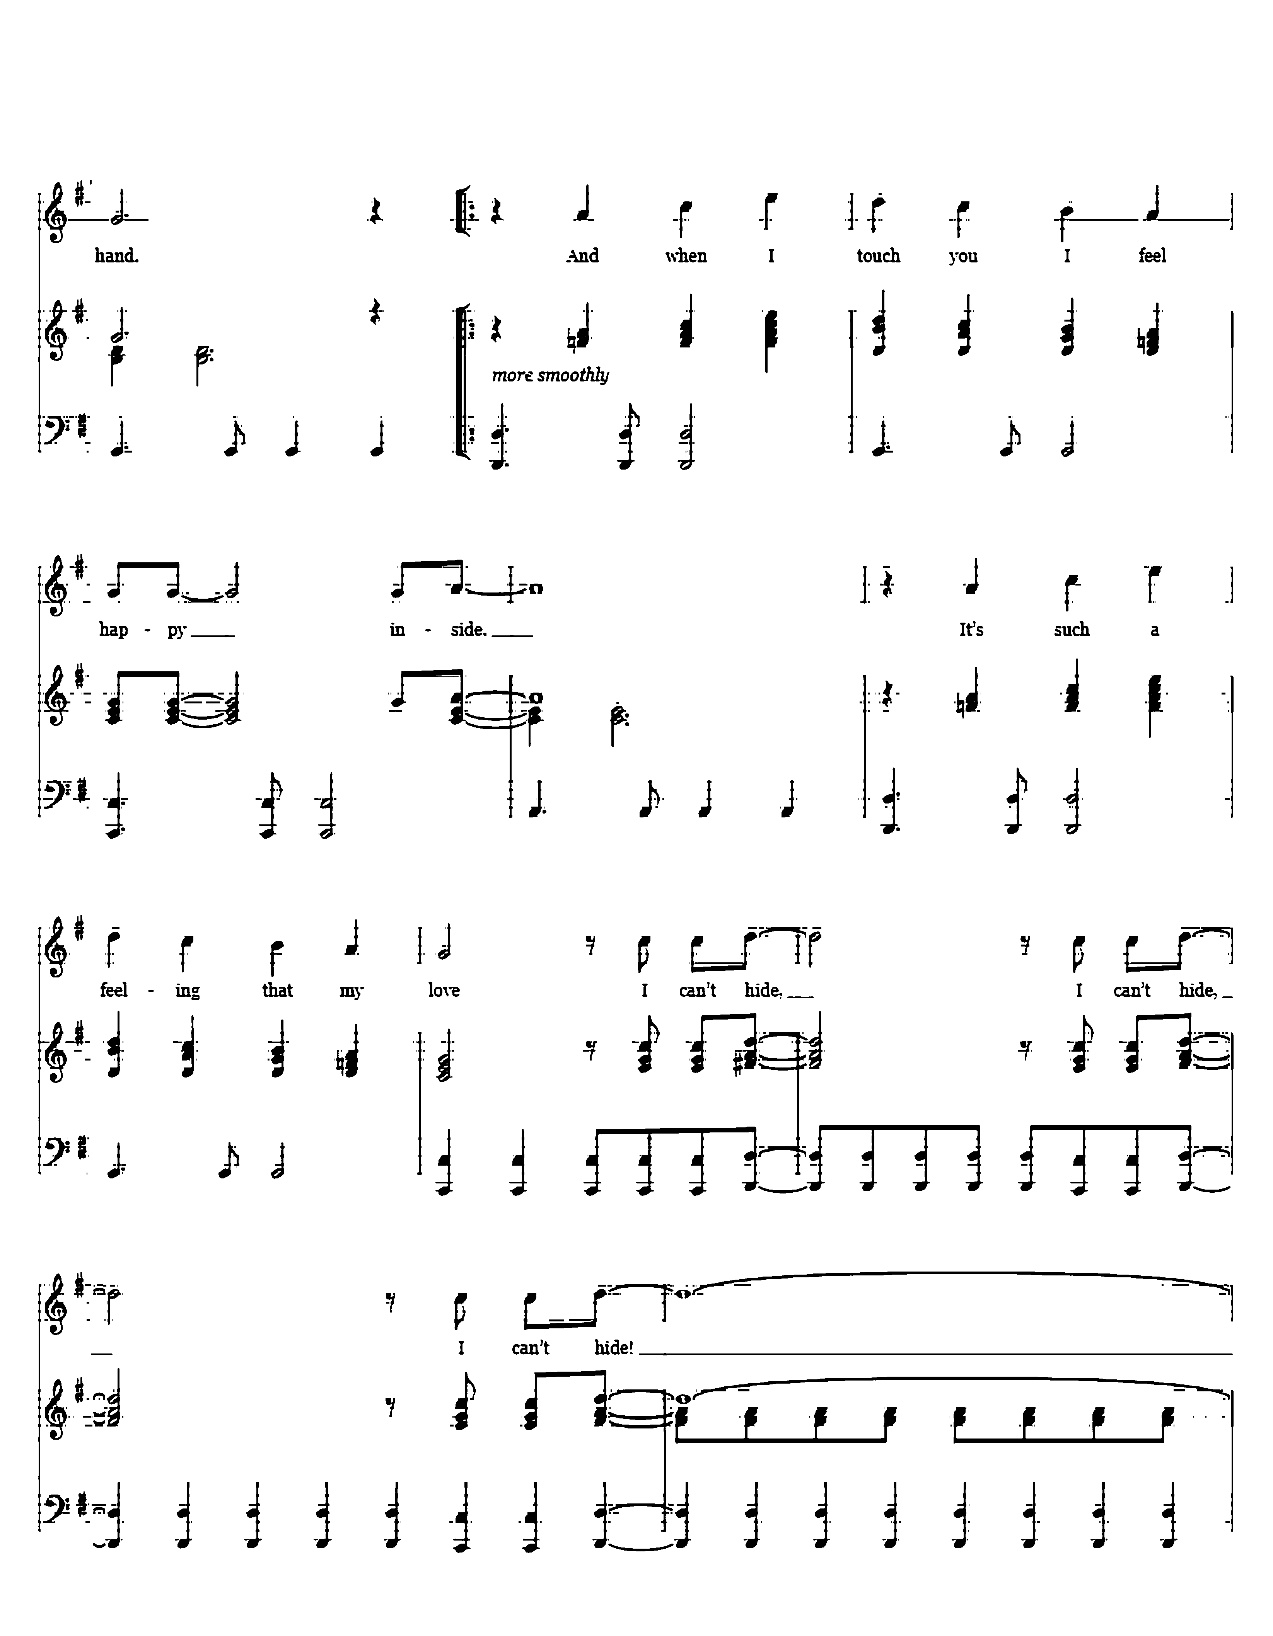 hand. And when I touch you I feel
more smoothly
hap - py in - side. It's such a
feel - ing that my love I can't hide, I can't hide,
I can't hide!